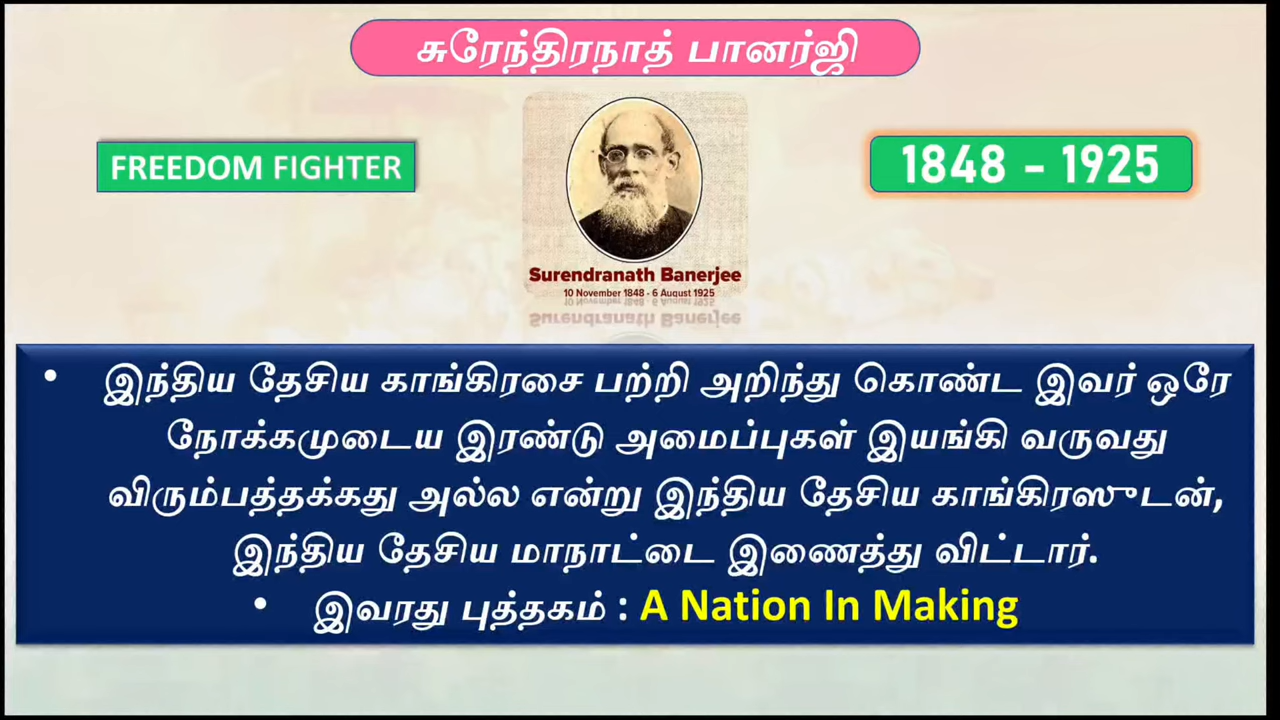 சுரேந்திரநாத் பானர்ஜி
FREEDOM FIGHTER
1848 - 1925
Surendranath Banerjee
10 November 1848 - 6 August 1925
• இந்திய தேசிய காங்கிரசை பற்றி அறிந்து கொண்ட இவர் ஒரே
நோக்கமுடைய இரண்டு அமைப்புகள் இயங்கி வருவது
விரும்பத்தக்கது அல்ல என்று இந்திய தேசிய காங்கிரஸுடன்,
இந்திய தேசிய மாநாட்டை இணைத்து விட்டார்.
• இவரது புத்தகம் : A Nation In Making